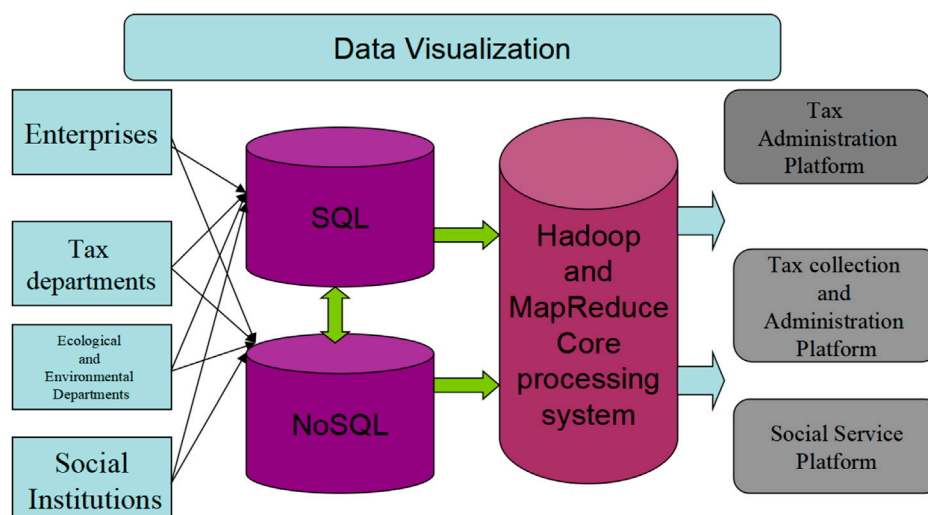 Data Visualization
Enterprises
Tax
departments
Ecological
and
Environmental
Departments
Social
Institutions
SQL
NoSQL
Hadoop
and
MapReduce
Core
processing
system
Tax
Administration
Platform
Tax collection
and
Administration
Platform
Social Service
Platform